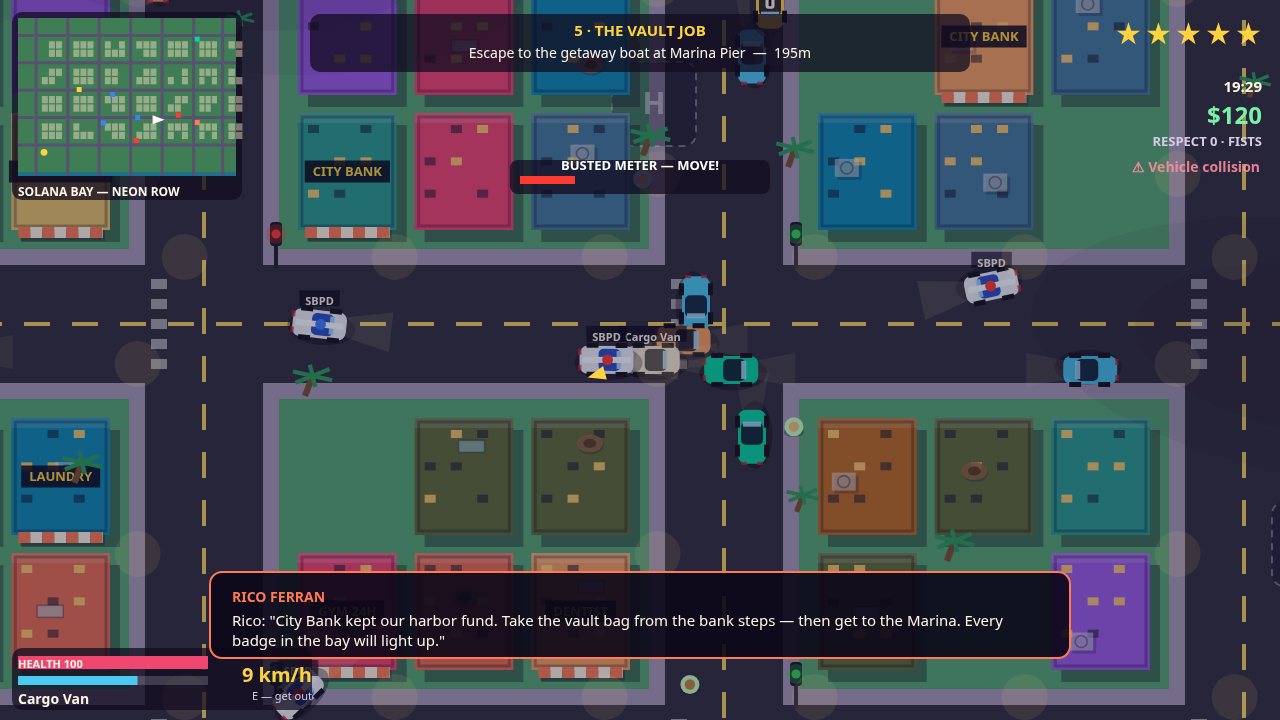 5 · THE VAULT JOB
Escape to the getaway boat at Marina Pier — 195m
CITY BANK
19:29
$120
RESPECT 0 · FISTS
⚠ Vehicle collision
H
BUSTED METER — MOVE!
CITY BANK
SOLANA BAY — NEON ROW
SBPD
SBPD
SBPD
Cargo Van
LAUNDRY
RICO FERRAN
GYM 24H
DENTIST
Rico: "City Bank kept our harbor fund. Take the vault bag from the bank steps — then get to the Marina. Every
badge in the bay will light up."
HEALTH 100
9 km/h
E — get out
Cargo Van